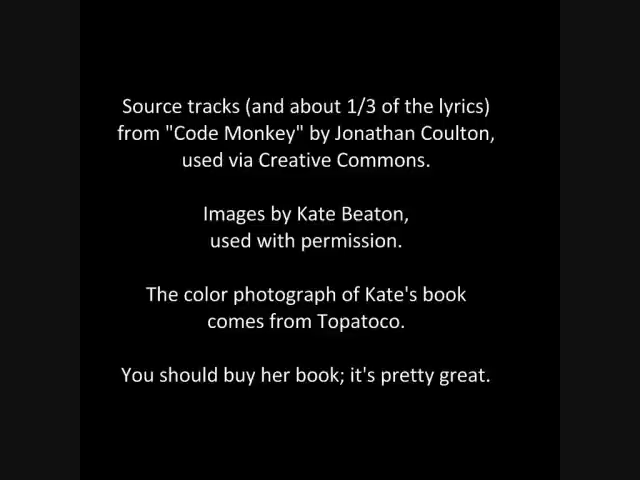 Source tracks (and about 1/3 of the lyrics)
from "Code Monkey" by Jonathan Coulton,
used via Creative Commons.
Images by Kate Beaton,
used with permission.
The color photograph of Kate's book
comes from Topatoco.
You should buy her book; it's pretty great.